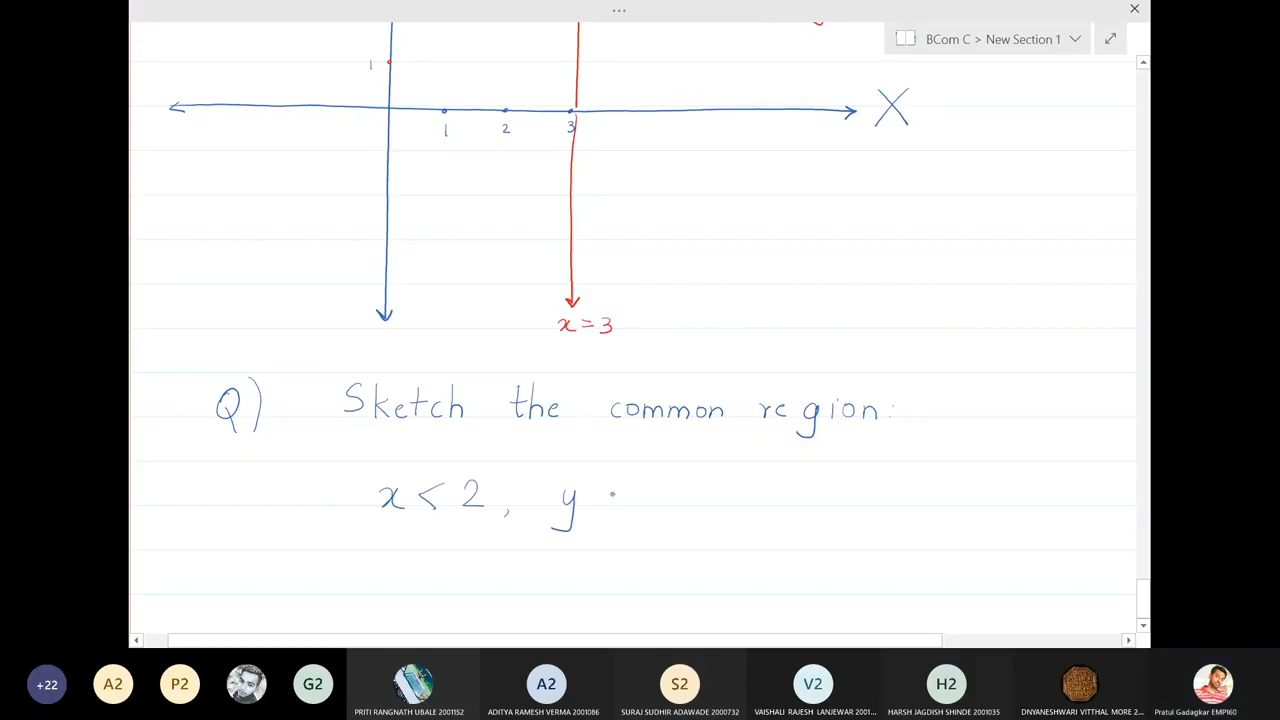 BCom C > New Section 1
1
X
1 2 3
x = 3
Q) Sketch the common region:
x < 2, y
+22
A2
P2
G2
PRITI RANGNATH UBALE 2001152
A2
ADITYA RAMESH VERMA 2001086
S2
SURAJ SUDHIR ADAWADE 2000732
V2
VAISHALI RAJESH LANJEWAR 2001...
H2
HARSH JAGDISH SHINDE 2001035
DNYANESHWARI VITTHAL MORE 2...
Pratul Gadagkar EMP160